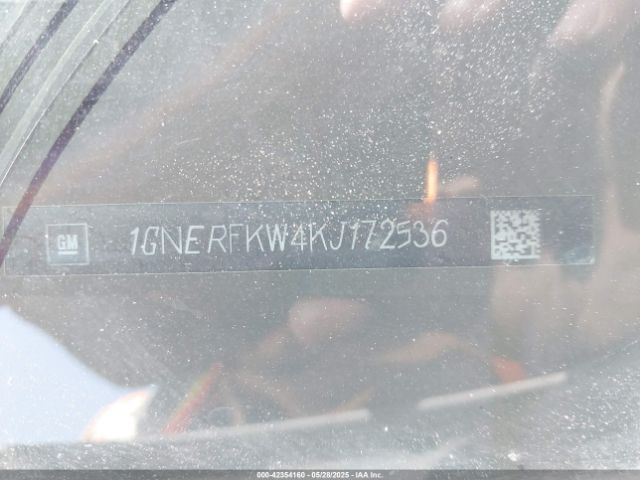 GM 1GNERFKW4KJ172536
000-42354160 - 05/28/2025 - IAA Inc.